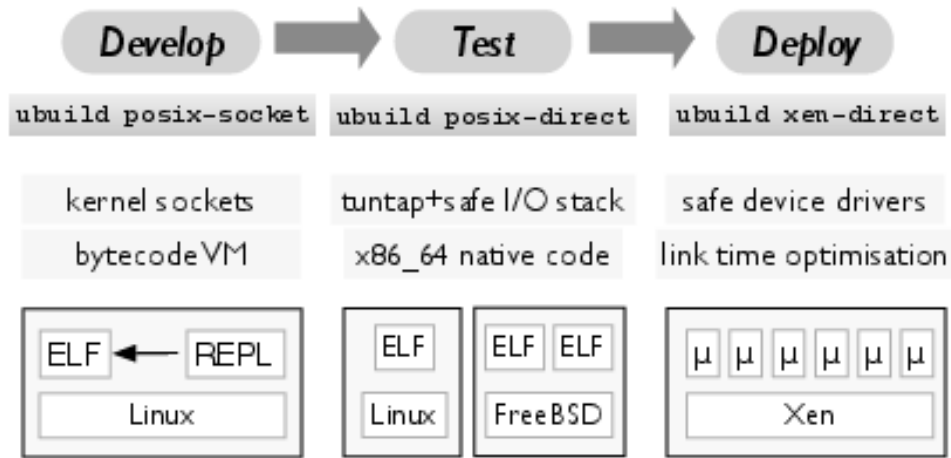 Develop Test Deploy
ubuild posix-socket ubuild posix-direct ubuild xen-direct
kernel sockets tuntap+safe I/O stack safe device drivers
bytecode VM x86_64 native code link time optimisation
ELF REPL ELF ELF ELF μ μ μ μ μ μ
Linux Linux FreeBSD Xen